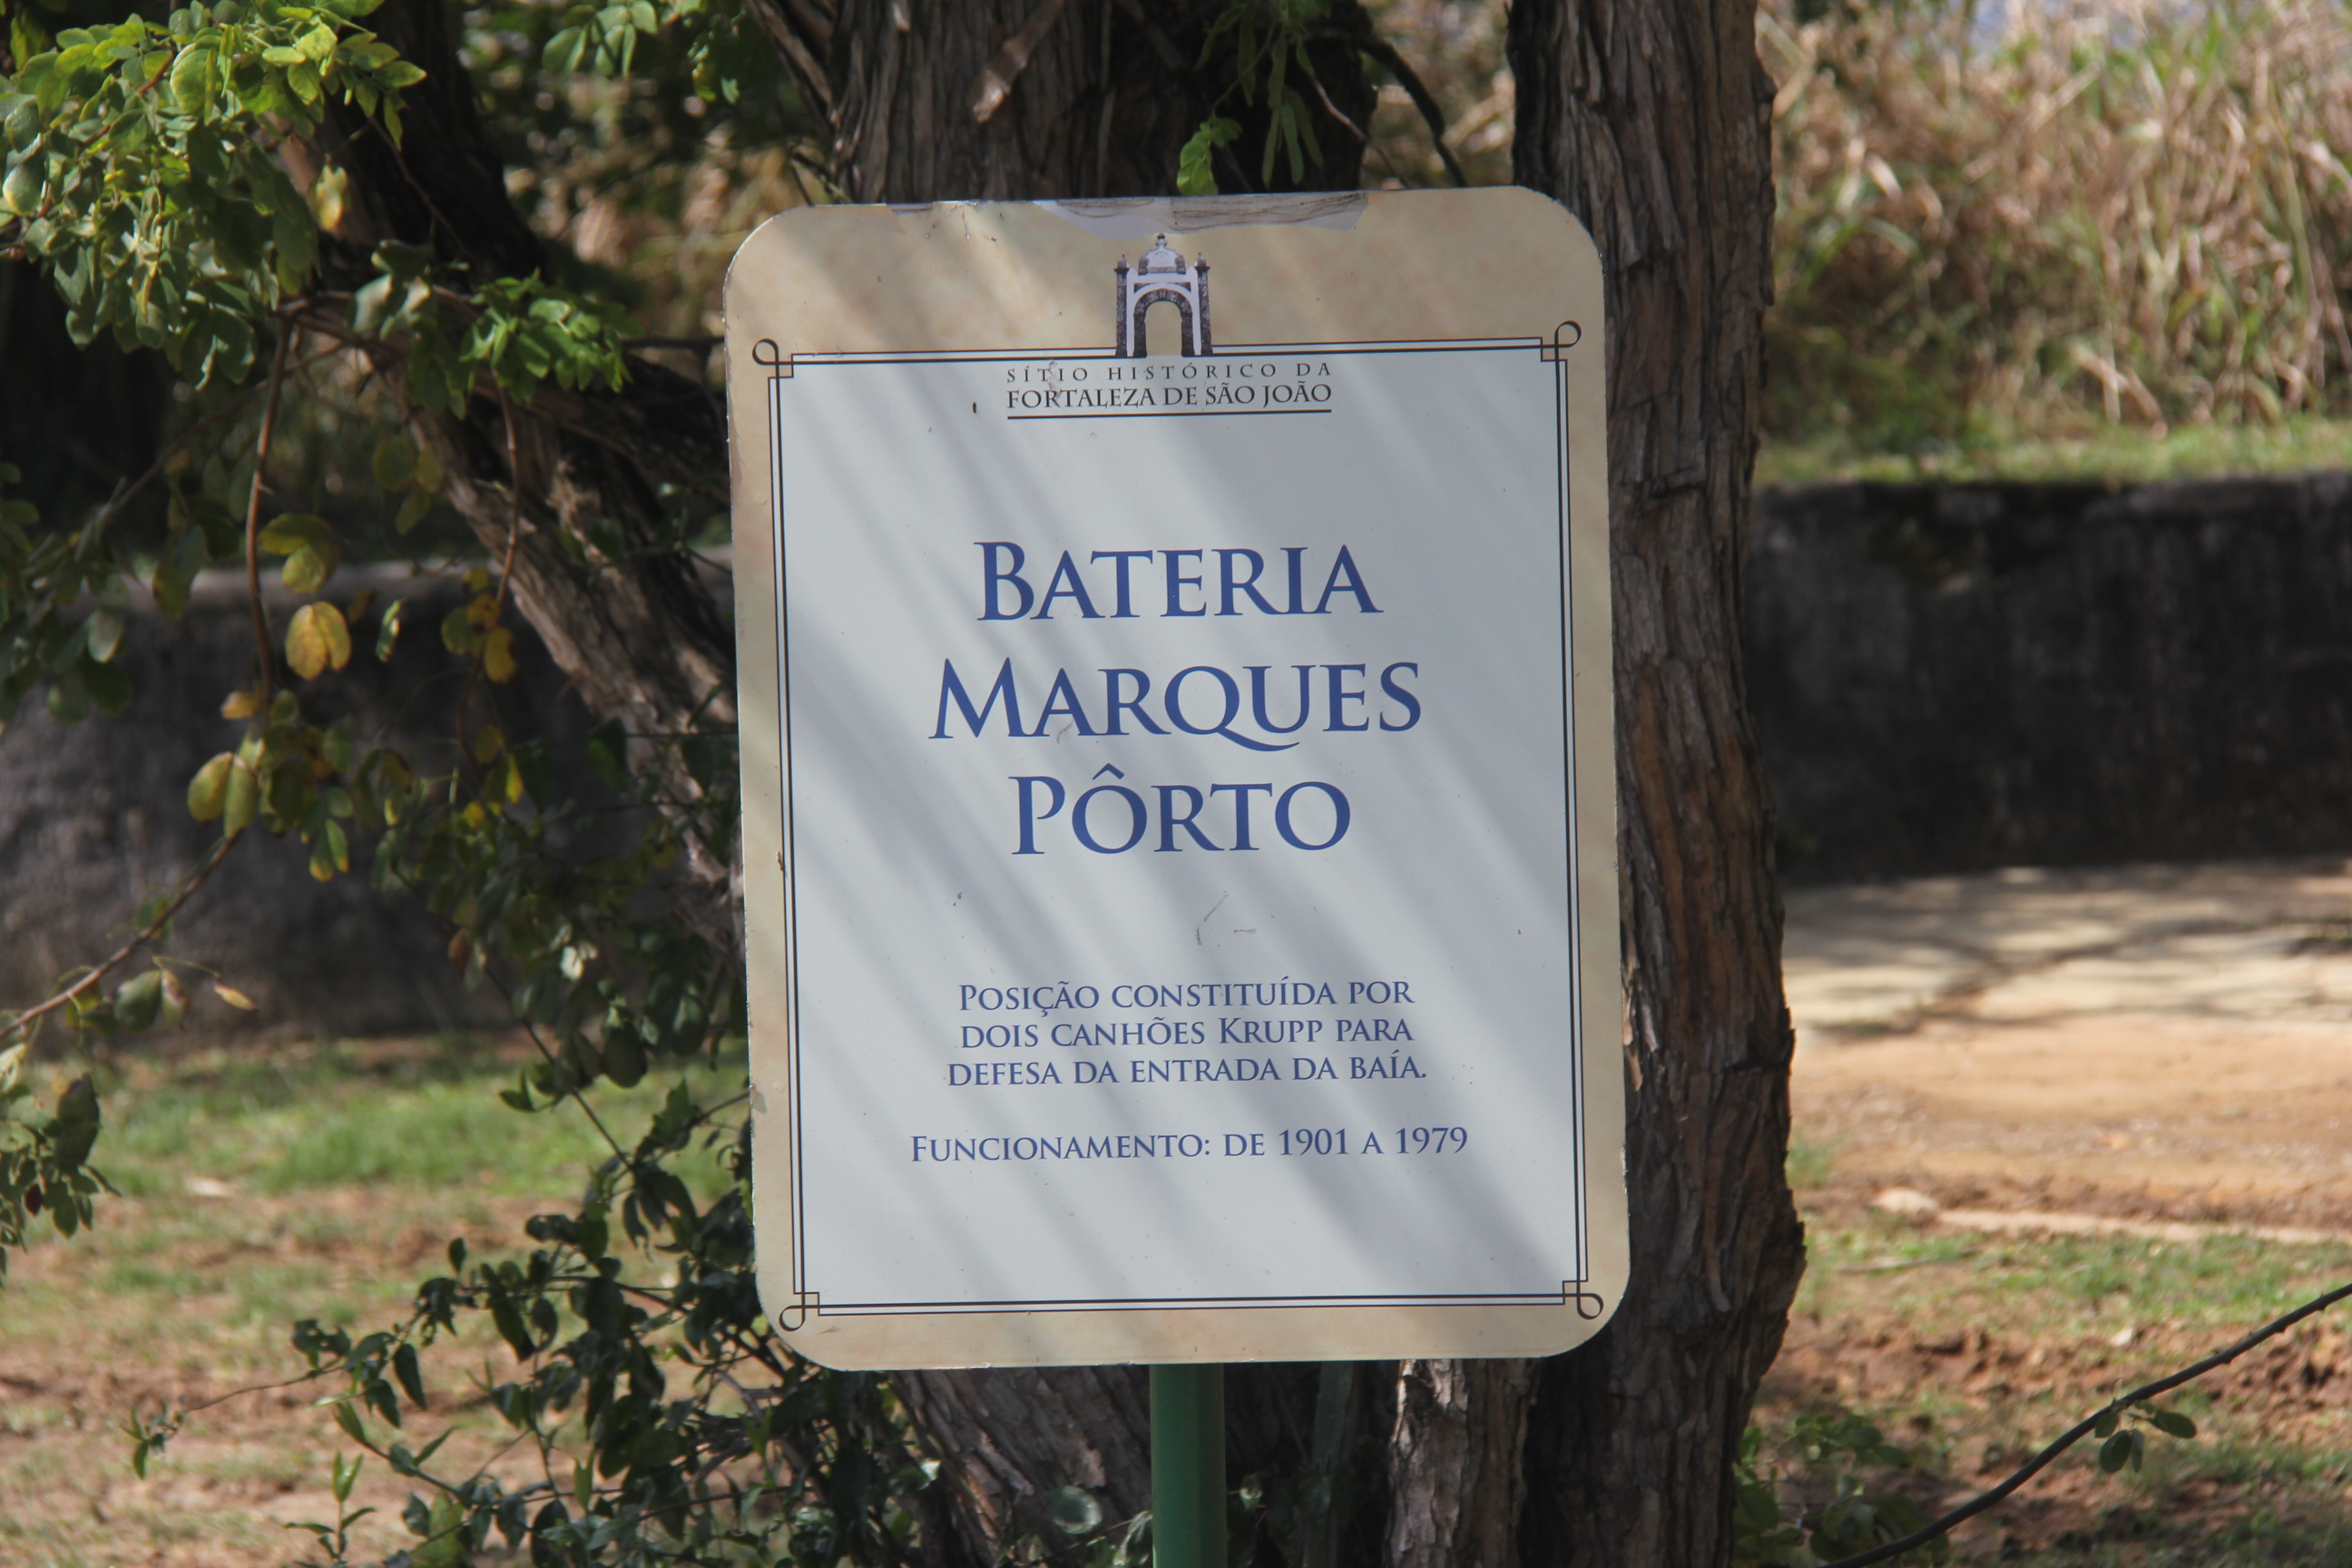 SÍTIO HISTÓRICO DA
FORTALEZA DE SÃO JOÃO
BATERIA
MARQUES
PÔRTO
POSIÇÃO CONSTITUÍDA POR
DOIS CANHÕES KRUPP PARA
DEFESA DA ENTRADA DA BAÍA.
FUNCIONAMENTO: DE 1901 A 1979